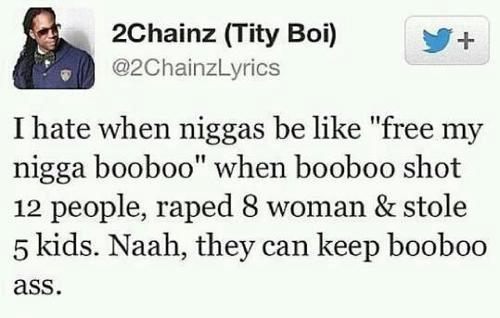 2Chainz (Tity Boi)
@2ChainzLyrics
+
I hate when niggas be like "free my
nigga booboo" when booboo shot
12 people, raped 8 woman & stole
5 kids. Naah, they can keep booboo
ass.